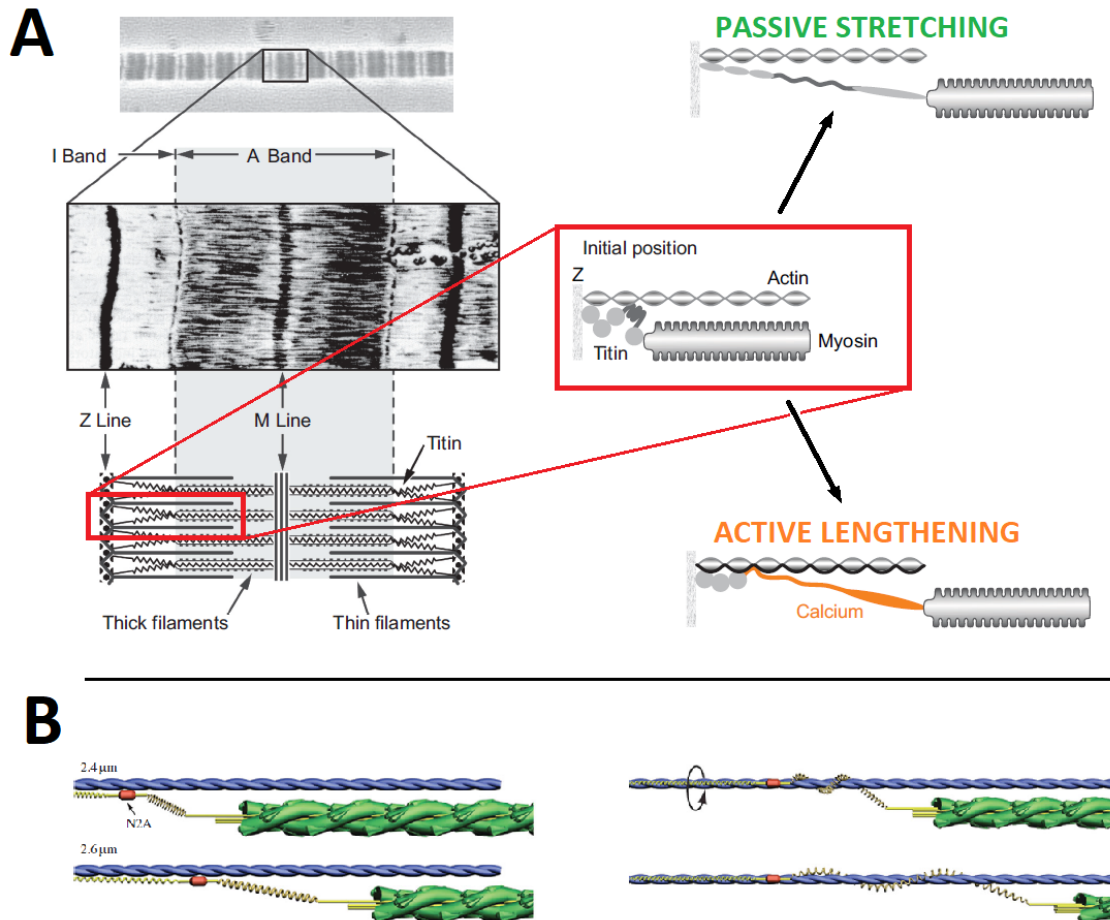 A
PASSIVE STRETCHING
I Band
A Band
Initial position
Z
Actin
Titin
Myosin
Z Line
M Line
Titin
ACTIVE LENGTHENING
Calcium
Thick filaments
Thin filaments
B
2.4 μm
N2A
2.6 μm